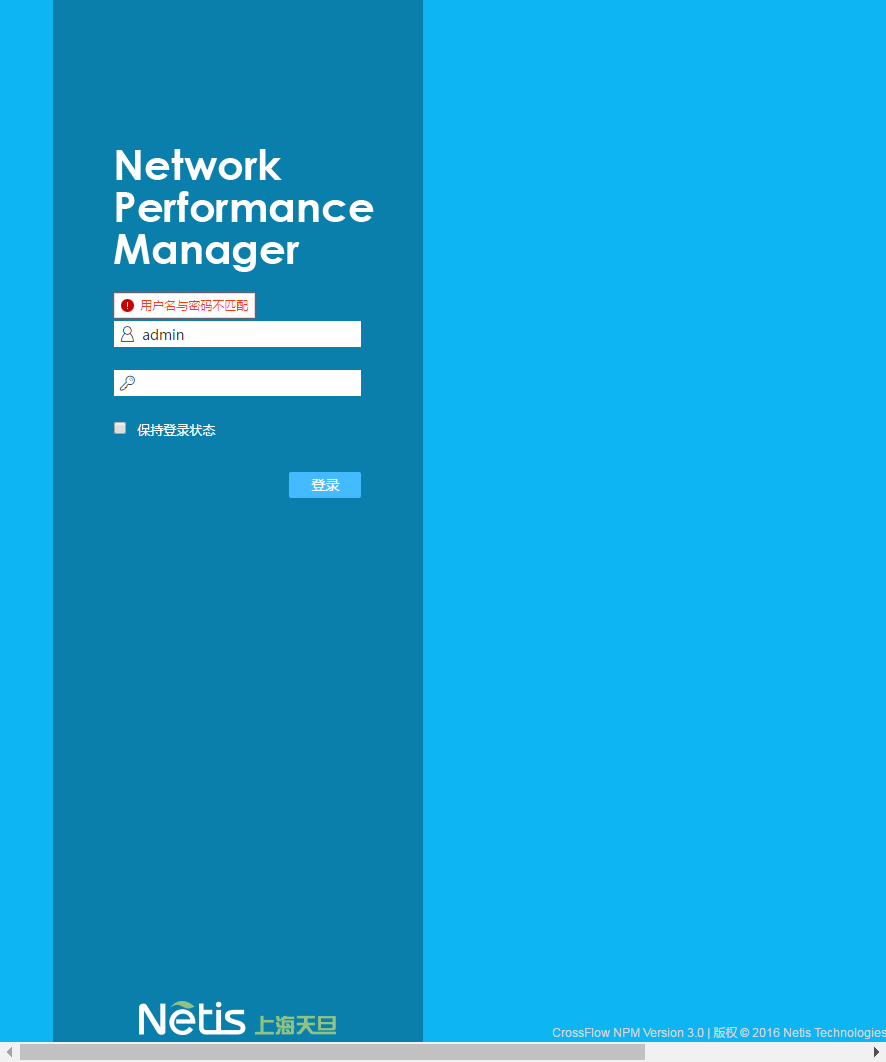 Network
Performance
Manager
用户名与密码不匹配
admin
保持登录状态
登录
Netis 上海天旦
CrossFlow NPM Version 3.0 | 版权 © 2016 Netis Technologies